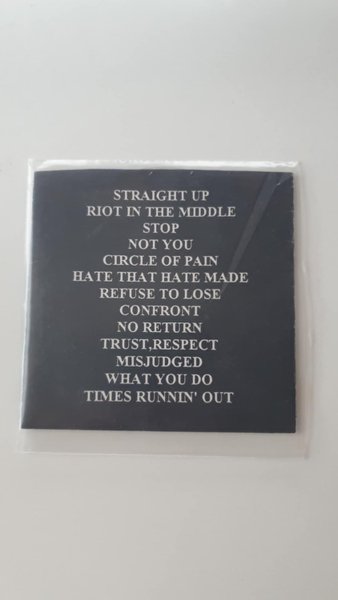 STRAIGHT UP
RIOT IN THE MIDDLE
STOP
NOT YOU
CIRCLE OF PAIN
HATE THAT HATE MADE
REFUSE TO LOSE
CONFRONT
NO RETURN
TRUST,RESPECT
MISJUDGED
WHAT YOU DO
TIMES RUNNIN' OUT